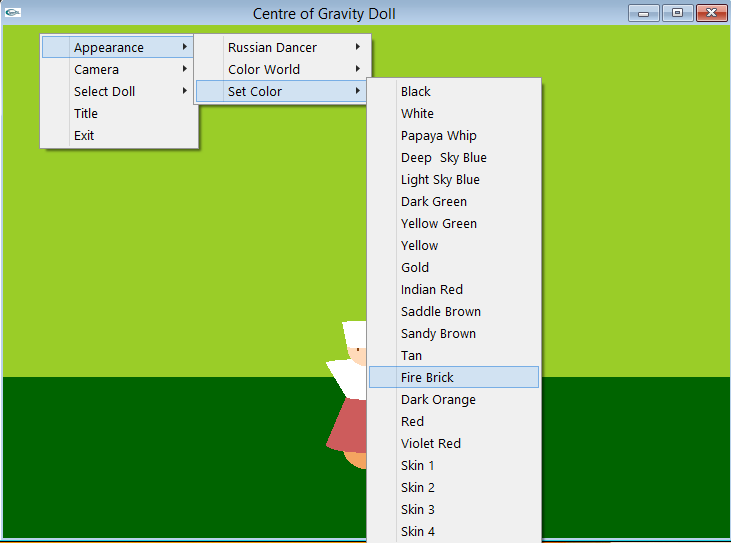 Centre of Gravity Doll
Appearance
Camera
Select Doll
Title
Exit
Russian Dancer
Color World
Set Color
Black
White
Papaya Whip
Deep  Sky Blue
Light Sky Blue
Dark Green
Yellow Green
Yellow
Gold
Indian Red
Saddle Brown
Sandy Brown
Tan
Fire Brick
Dark Orange
Red
Violet Red
Skin 1
Skin 2
Skin 3
Skin 4